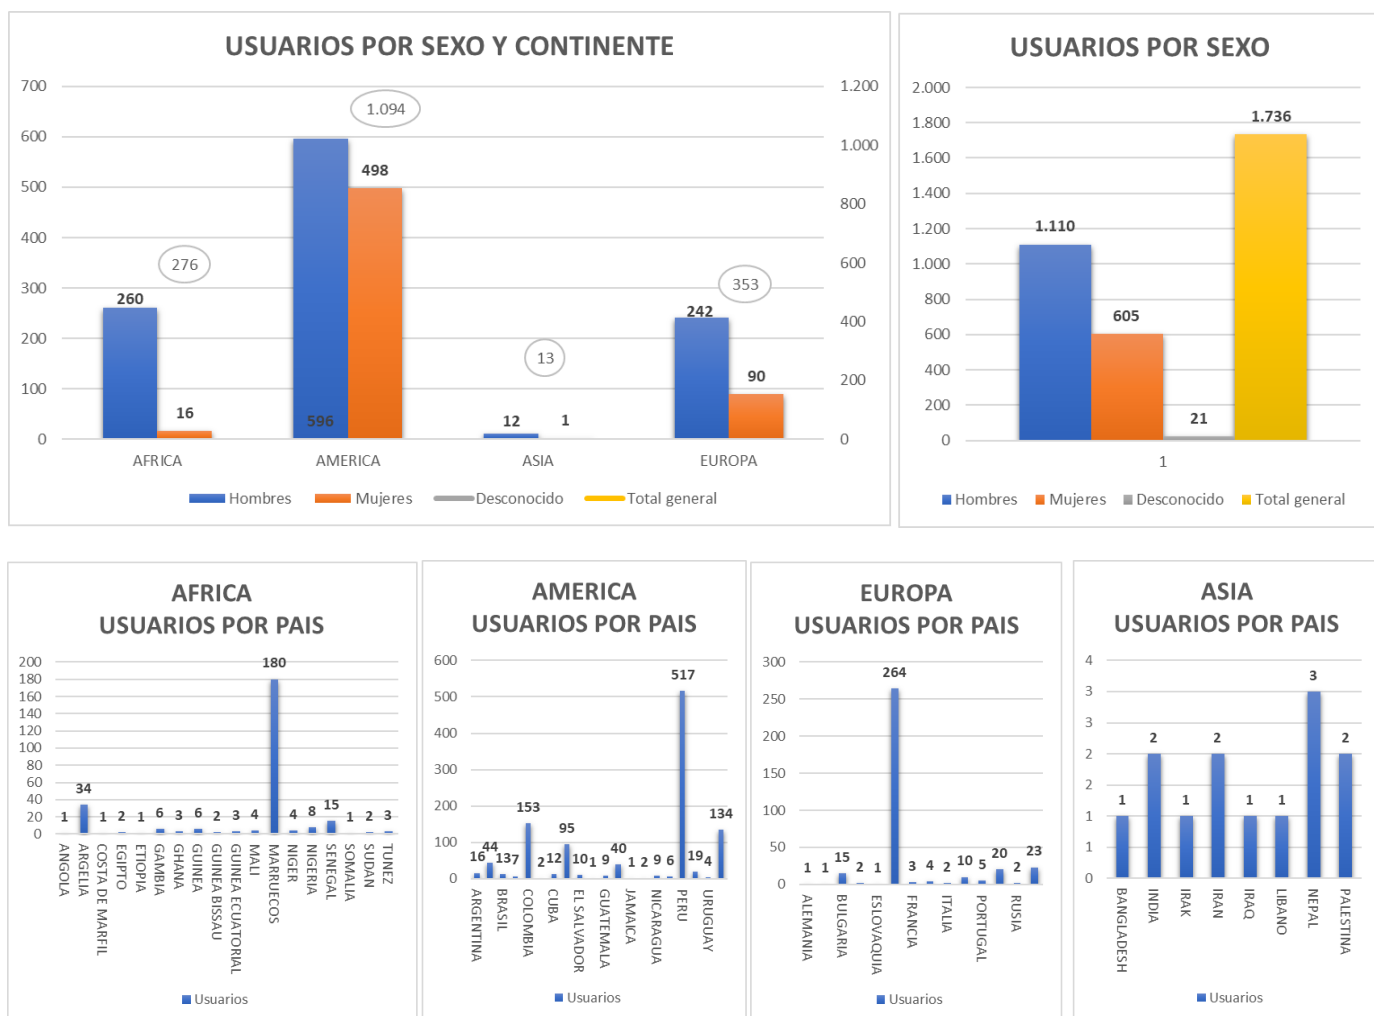 USUARIOS POR SEXO Y CONTINENTE
700
600
500
400
300
200
100
0
1.200
1.000
800
600
400
200
0
276
1.094
13
353
260
16
596
498
12
1
242
90
AFRICA
AMERICA
ASIA
EUROPA
Hombres
Mujeres
Desconocido
Total general
USUARIOS POR SEXO
2.000
1.800
1.600
1.400
1.200
1.000
800
600
400
200
0
1.110
605
21
1.736
1
Hombres
Mujeres
Desconocido
Total general
AFRICA
USUARIOS POR PAIS
200
180
160
140
120
100
80
60
40
20
0
1
34
1
2
1
6
3
6
2
3
4
180
4
8
15
1
2
3
ANGOLA
ARGELIA
COSTA DE MARFIL
EGIPTO
ETIOPIA
GAMBIA
GHANA
GUINEA
GUINEA BISSAU
GUINEA ECUATORIAL
MALI
MARRUECOS
NIGER
NIGERIA
SENEGAL
SOMALIA
SUDAN
TUNEZ
Usuarios
AMERICA
USUARIOS POR PAIS
600
500
400
300
200
100
0
16
44
13
7
153
2
12
95
10
1
9
40
1
2
9
6
517
19
4
134
ARGENTINA
BRASIL
COLOMBIA
CUBA
EL SALVADOR
GUATEMALA
JAMAICA
NICARAGUA
PERU
URUGUAY
Usuarios
EUROPA
USUARIOS POR PAIS
300
250
200
150
100
50
0
1
1
15
2
1
264
3
4
2
10
5
20
2
23
ALEMANIA
BULGARIA
ESLOVAQUIA
FRANCIA
ITALIA
PORTUGAL
RUSIA
Usuarios
ASIA
USUARIOS POR PAIS
4
3
3
2
2
1
1
0
1
2
1
2
1
1
3
2
BANGLADESH
INDIA
IRAK
IRAN
IRAQ
LIBANO
NEPAL
PALESTINA
Usuarios